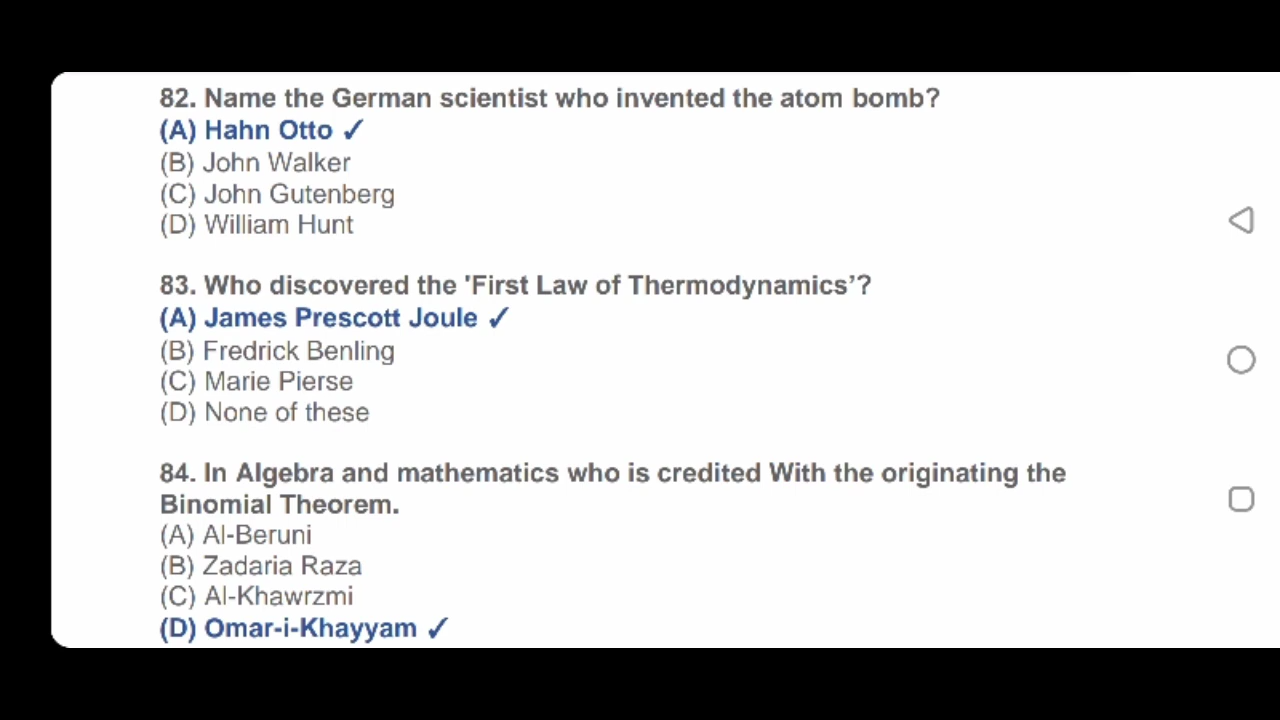 82. Name the German scientist who invented the atom bomb?
(A) Hahn Otto ✓
(B) John Walker
(C) John Gutenberg
(D) William Hunt
83. Who discovered the 'First Law of Thermodynamics’?
(A) James Prescott Joule ✓
(B) Fredrick Benling
(C) Marie Pierse
(D) None of these
84. In Algebra and mathematics who is credited With the originating the
Binomial Theorem.
(A) Al-Beruni
(B) Zadaria Raza
(C) Al-Khawrzmi
(D) Omar-i-Khayyam ✓